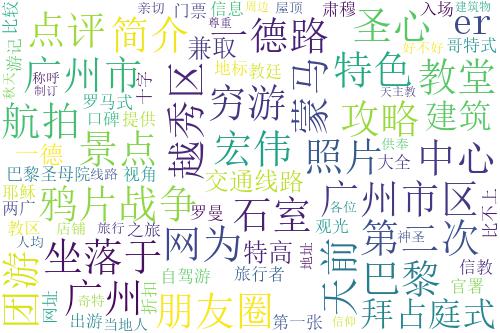 亲切
门票
信息
周边
屋顶
肃穆
入场
建筑物
比较
游记
秋天
点评
简介
兼取
尊重
一德路
圣心
er
好不好
哥特式
广州市
称呼
制订
地标
教廷
蒙马
特色
教堂
十字
罗马式
口碑
提供
越秀区
穷游
攻略
天主教
建筑
航拍
景点
宏伟
一德
照片
供奉
大全
中心
巴黎圣母院
线路
视角
交通线路
耶稣
两广
鸦片战争
石室
广州市区
比不上
教区
店铺
旅行
之旅
罗曼
各位
观光
第二次
神圣
人均
坐落于
网为
特高
地址
天前
信教
官署
团游
网址
广州
奇特
折扣
自驾游
旅行者
巴黎
拜占庭式
出游
当地人
朋友圈
第一张
信仰